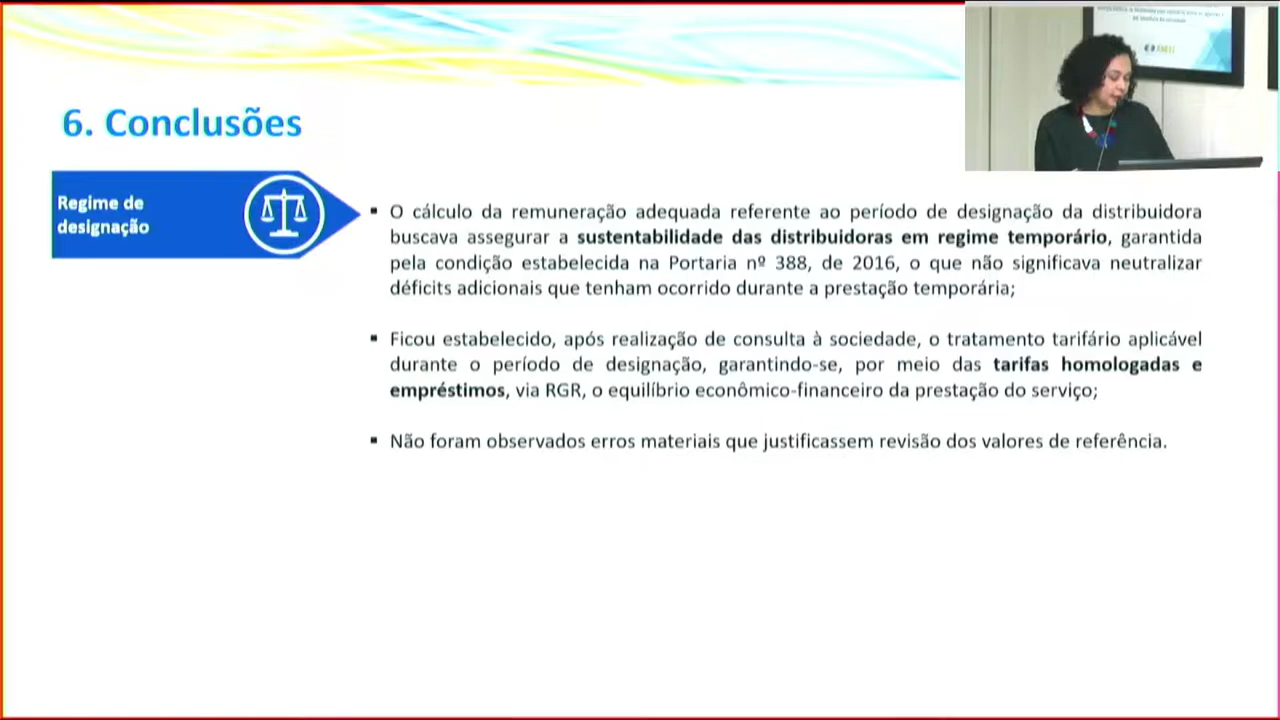 6. Conclusões
Regime de
designação
▪ O cálculo da remuneração adequada referente ao período de designação da distribuidora
buscava assegurar a sustentabilidade das distribuidoras em regime temporário, garantida
pela condição estabelecida na Portaria nº 388, de 2016, o que não significava neutralizar
déficits adicionais que tenham ocorrido durante a prestação temporária;
▪ Ficou estabelecido, após realização de consulta à sociedade, o tratamento tarifário aplicável
durante o período de designação, garantindo-se, por meio das tarifas homologadas e
empréstimos, via RGR, o equilíbrio econômico-financeiro da prestação do serviço;
▪ Não foram observados erros materiais que justificassem revisão dos valores de referência.